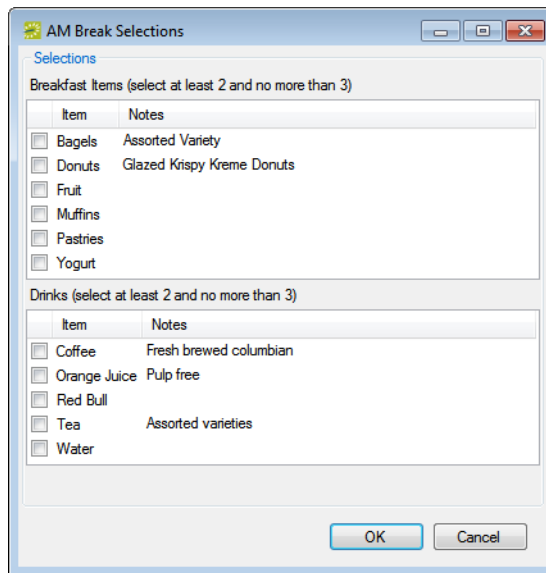 AM Break Selections
Selections
Breakfast Items (select at least 2 and no more than 3)
Item Notes
Bagels Assorted Variety
Donuts Glazed Krispy Kreme Donuts
Fruit
Muffins
Pastries
Yogurt
Drinks (select at least 2 and no more than 3)
Item Notes
Coffee Fresh brewed columbian
Orange Juice Pulp free
Red Bull
Tea Assorted varieties
Water
OK Cancel